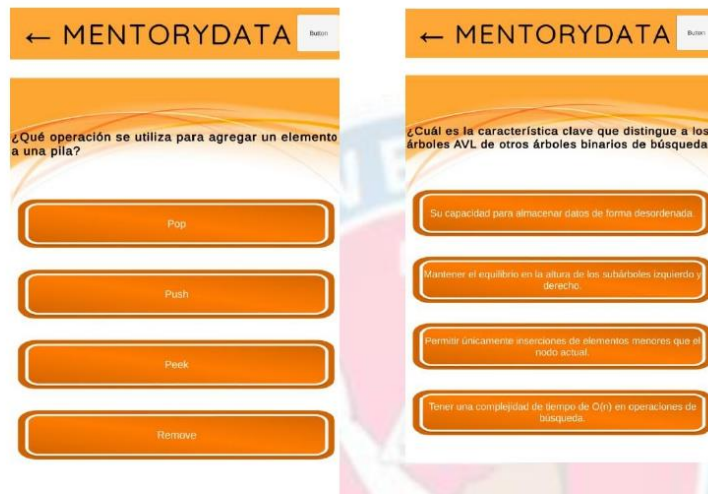 ← MENTORYDATA
Button
¿Qué operación se utiliza para agregar un elemento
a una pila?
Pop
Push
Peek
Remove
← MENTORYDATA
Button
¿Cuál es la característica clave que distingue a los
árboles AVL de otros árboles binarios de búsqueda
Su capacidad para almacenar datos de forma desordenada.
Mantener el equilibrio en la altura de los subárboles izquierdo y
derecho.
Permitir únicamente inserciones de elementos menores que el
nodo actual.
Tener una complejidad de tiempo de O(n) en operaciones de
búsqueda.